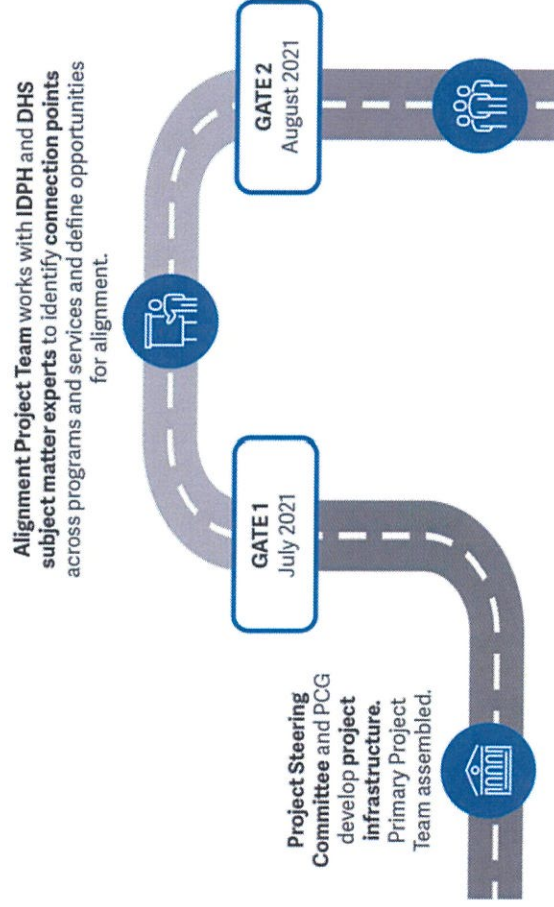 Project Steering
Committee and PCG
develop project
infrastructure.
Primary Project
Team assembled.
GATE 1
July 2021
Alignment Project Team works with IDPH and DHS
subject matter experts to identify connection points
across programs and services and define opportunities
for alignment.
GATE 2
August 2021